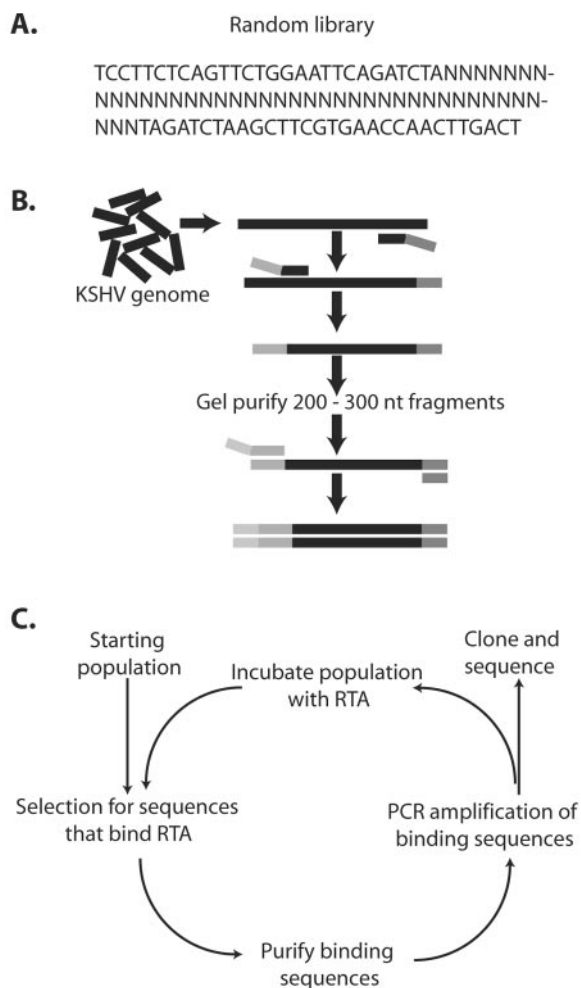 A.
Random library
TCCTTCTCAGTTCTGGAATTCAGATCTANNNNNNN-
NNNNNNNNNNNNNNNNNNNNNNNNNNNNNN-
NNNTAGATCTAAGCTTCGTGAACCAACTTGACT
B.
KSHV genome
Gel purify 200 - 300 nt fragments
C.
Starting
population
Clone and
sequence
Incubate population
with RTA
Selection for sequences
that bind RTA
PCR amplification of
binding sequences
Purify binding
sequences